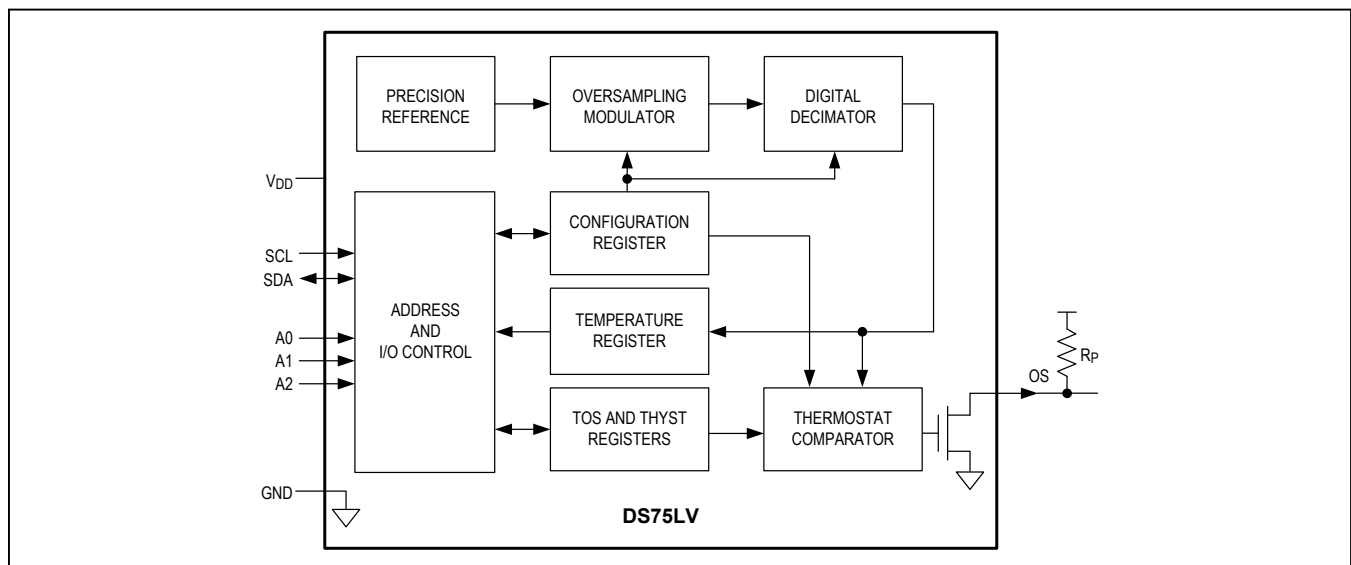 PRECISION
REFERENCE
OVERSAMPLING
MODULATOR
DIGITAL
DECIMATOR
VDD
SCL
SDA
A0
A1
A2
GND
ADDRESS
AND
I/O CONTROL
CONFIGURATION
REGISTER
TEMPERATURE
REGISTER
TOS AND THYST
REGISTERS
THERMOSTAT
COMPARATOR
OS
RP
DS75LV